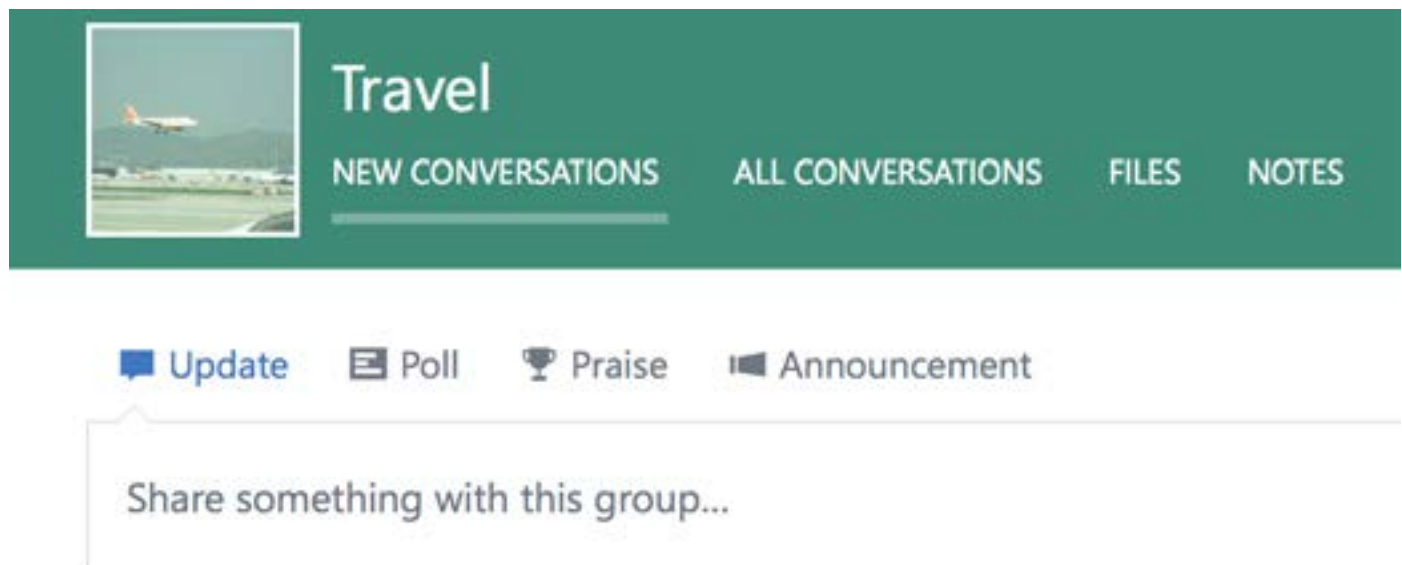 Travel
NEW CONVERSATIONS ALL CONVERSATIONS FILES NOTES
Update Poll Praise Announcement
Share something with this group...